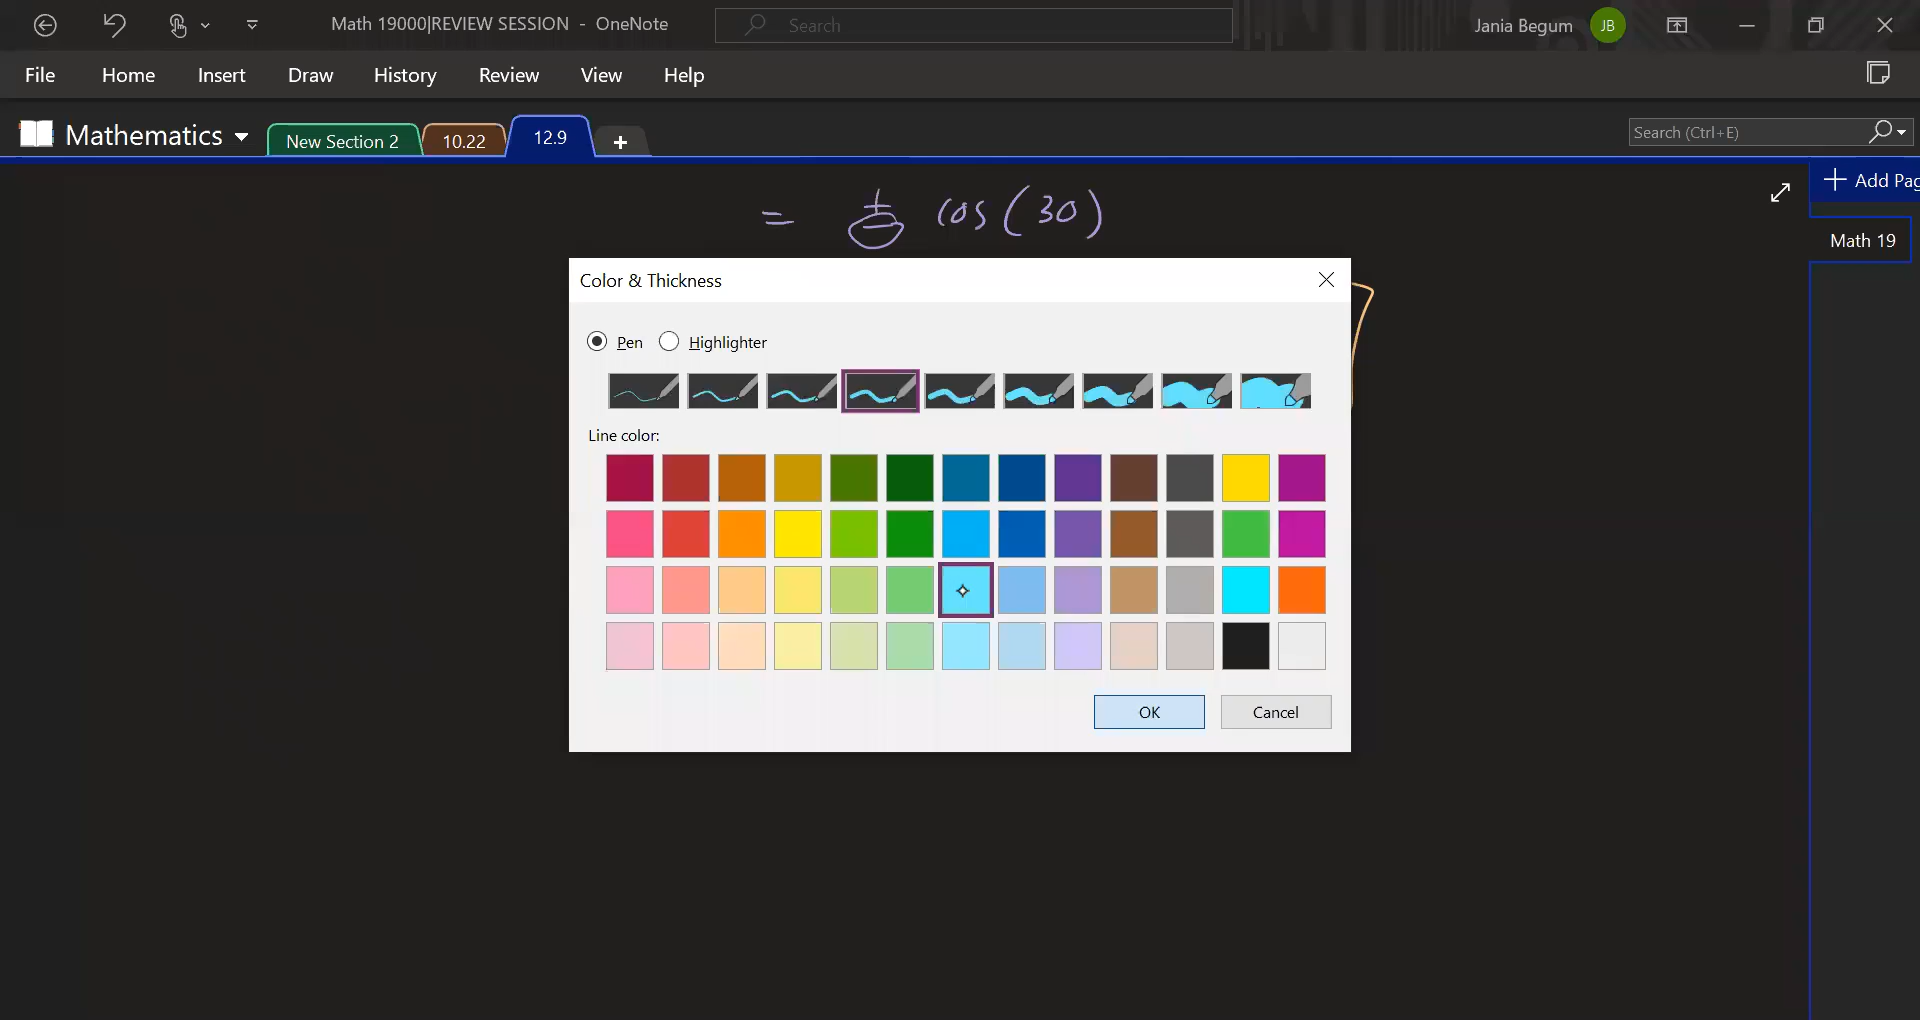 Math 19000|REVIEW SESSION - OneNote
Search
Jania Begum
JB
File Home Insert Draw History Review View Help
Mathematics
New Section 2
10.22
12.9
+
Search (Ctrl+E)
Add Pag
Math 19
= ± cos(30)
Color & Thickness
Pen
Highlighter
Line color:
OK
Cancel